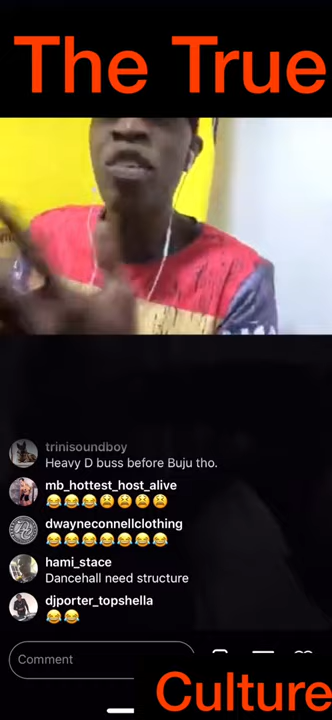 The True
trinisoundboy
Heavy D buss before Buju tho.
mb_hottest_host_alive
😂😂😂😫😫😫😫
dwayneconnellclothing
😂😂😂😂😂😂😂
hami_stace
Dancehall need structure
djporter_topshella
😂😂
Comment
Culture